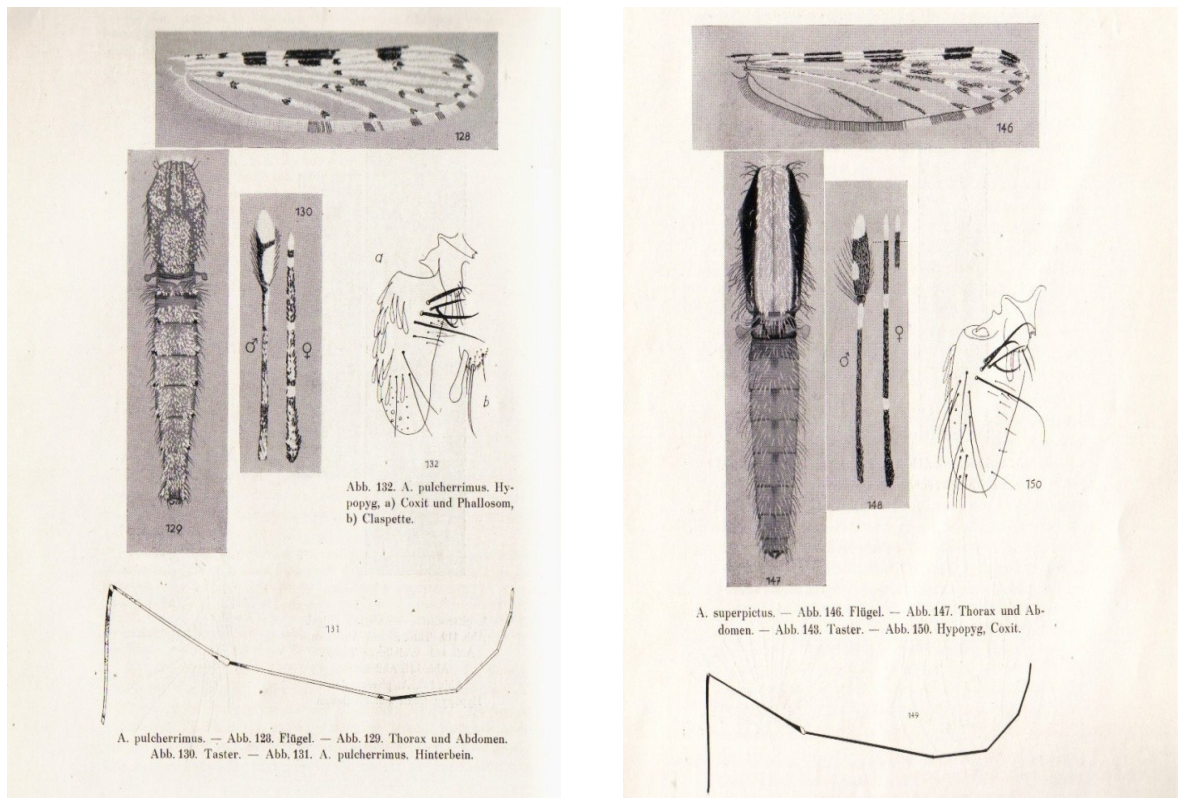 128
130
♂
♀
a
b
132
129
Abb. 132. A. pulcherrimus. Hy-
popyg, a) Coxit und Phallosom,
b) Claspette.
131
A. pulcherrimus. — Abb. 128. Flügel. — Abb. 129. Thorax und Abdomen.
Abb. 130. Taster. — Abb. 131. A. pulcherrimus. Hinterbein.
146
♂
♀
150
148
147
A. superpictus. — Abb. 146. Flügel. — Abb. 147. Thorax und Ab-
domen. — Abb. 143. Taster. — Abb. 150. Hypopyg, Coxit.
149